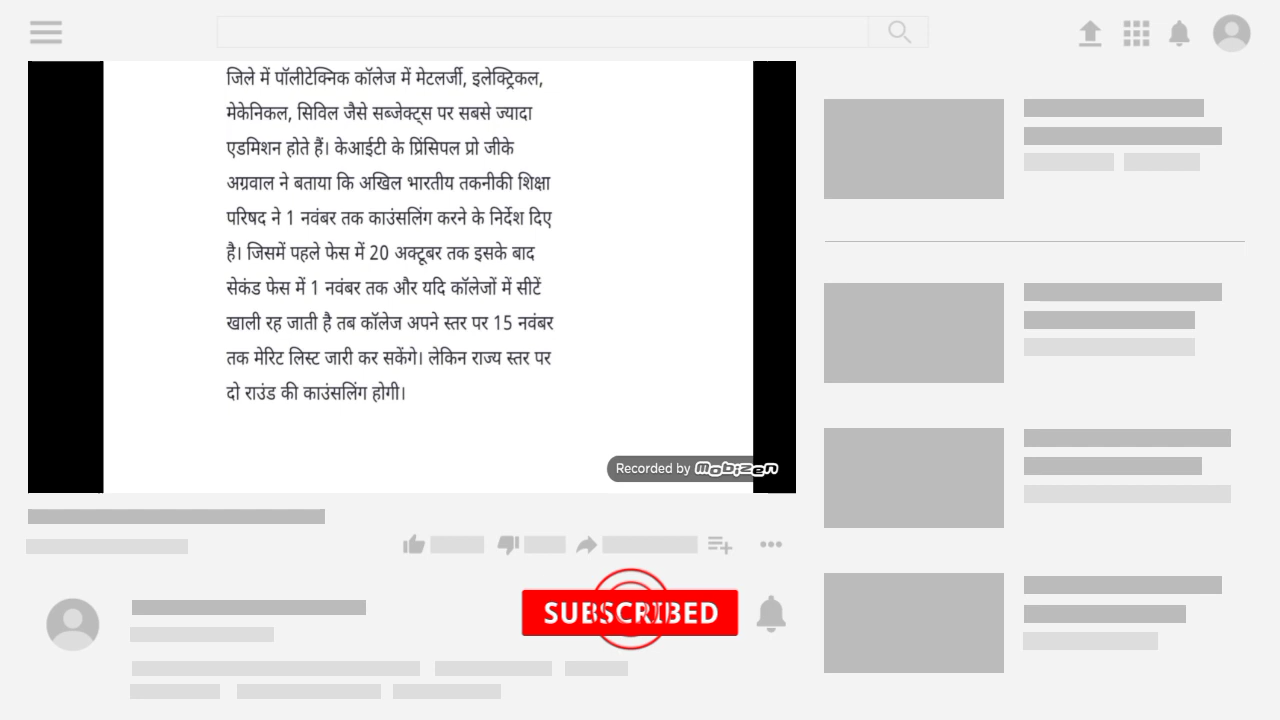 जिले में पॉलीटेक्निक कॉलेज में मेटलर्जी, इलेक्ट्रिकल,
मेकेनिकल, सिविल जैसे सब्जेक्ट्स पर सबसे ज्यादा
एडमिशन होते हैं। केआईटी के प्रिंसिपल प्रो जीके
अग्रवाल ने बताया कि अखिल भारतीय तकनीकी शिक्षा
परिषद ने 1 नवंबर तक काउंसलिंग करने के निर्देश दिए
है। जिसमें पहले फेस में 20 अक्टूबर तक इसके बाद
सेकंड फेस में 1 नवंबर तक और यदि कॉलेजों में सीटें
खाली रह जाती है तब कॉलेज अपने स्तर पर 15 नवंबर
तक मेरिट लिस्ट जारी कर सकेंगे। लेकिन राज्य स्तर पर
दो राउंड की काउंसलिंग होगी।
Recorded by Mobizen
SUBSCRIBED